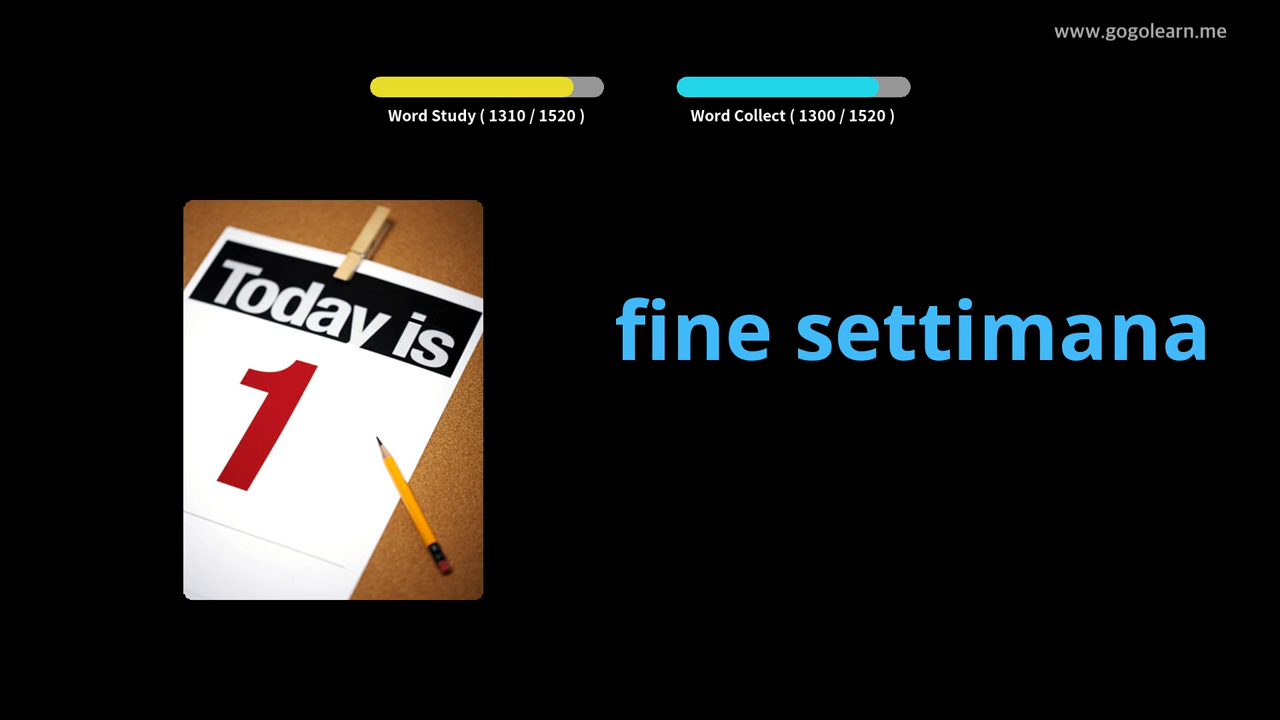 www.gogolearn.me
Word Study ( 1310 / 1520 )
Word Collect ( 1300 / 1520 )
Today is
1
fine settimana